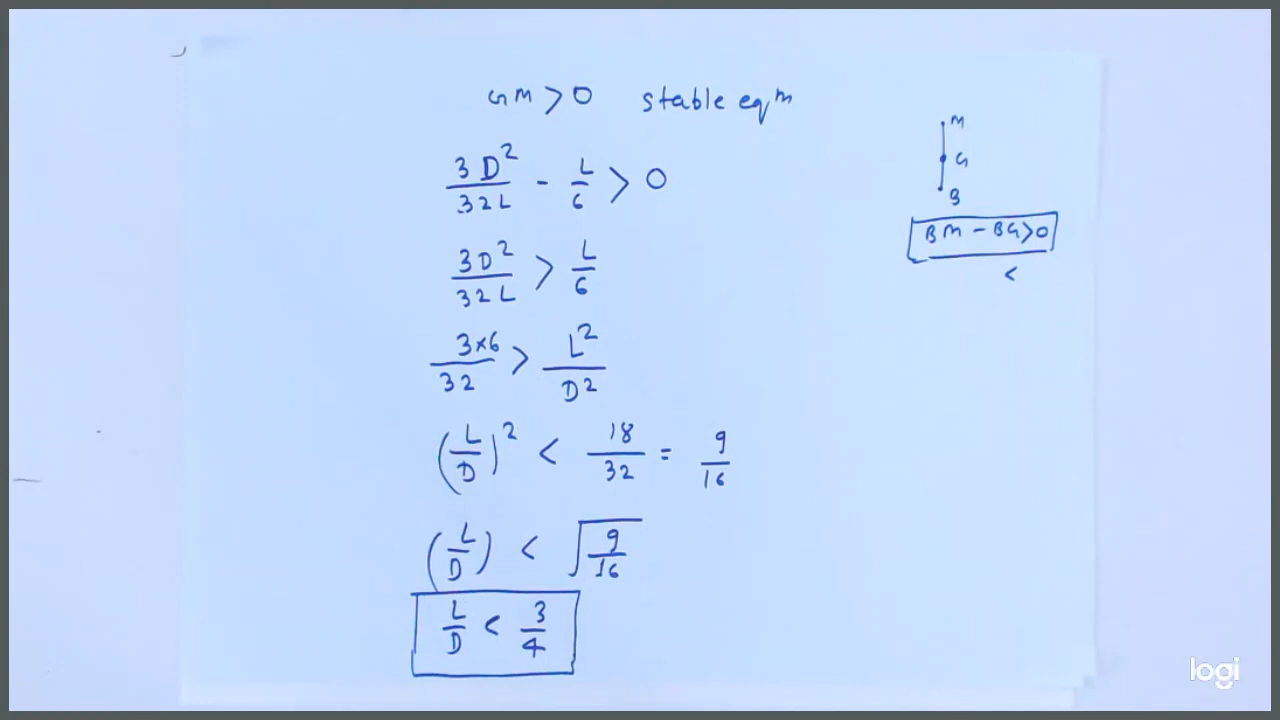 GM > 0 stable eqᵐ
3D²/32L - L/6 > 0
3D²/32L > L/6
3×6/32 > L²/D²
(L/D)² < 18/32 = 9/16
(L/D) < √(9/16)
L/D < 3/4
M
G
B
BM - BG > 0
<
logi